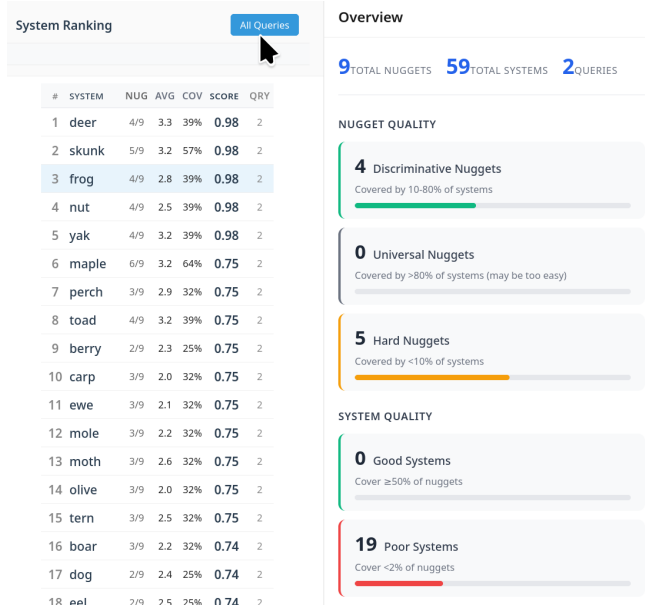 System Ranking
All Queries
# SYSTEM NUG AVG COV SCORE QRY
1 deer 4/9 3.3 39% 0.98 2
2 skunk 5/9 3.2 57% 0.98 2
3 frog 4/9 2.8 39% 0.98 2
4 nut 4/9 2.5 39% 0.98 2
5 yak 4/9 3.2 39% 0.98 2
6 maple 6/9 3.2 64% 0.75 2
7 perch 3/9 2.9 32% 0.75 2
8 toad 4/9 3.2 39% 0.75 2
9 berry 2/9 2.3 25% 0.75 2
10 carp 3/9 2.0 32% 0.75 2
11 ewe 3/9 2.1 32% 0.75 2
12 mole 3/9 2.2 32% 0.75 2
13 moth 3/9 2.6 32% 0.75 2
14 olive 3/9 2.0 32% 0.75 2
15 tern 3/9 2.5 32% 0.75 2
16 boar 3/9 2.2 32% 0.74 2
17 dog 2/9 2.4 25% 0.74 2
18 eel 2/9 2.5 25% 0.74 2
Overview
9 TOTAL NUGGETS 59 TOTAL SYSTEMS 2 QUERIES
NUGGET QUALITY
4 Discriminative Nuggets
Covered by 10-80% of systems
0 Universal Nuggets
Covered by >80% of systems (may be too easy)
5 Hard Nuggets
Covered by <10% of systems
SYSTEM QUALITY
0 Good Systems
Cover ≥50% of nuggets
19 Poor Systems
Cover <2% of nuggets